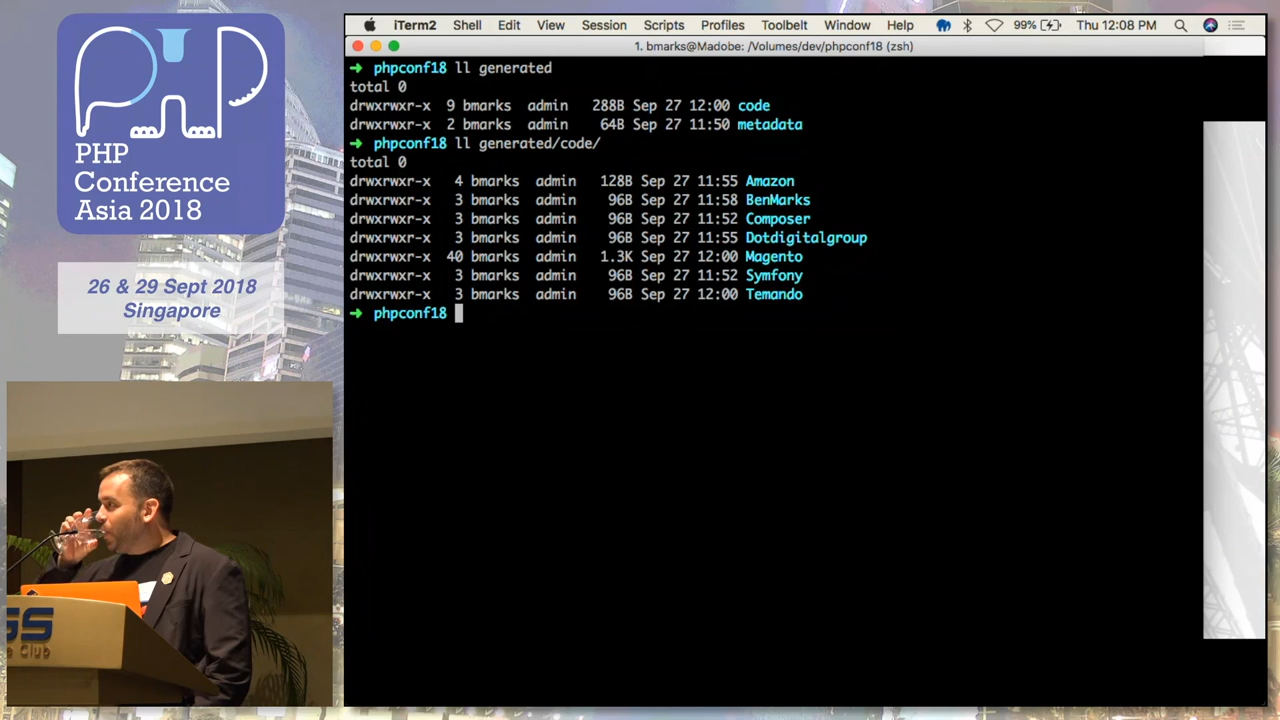 PHP
Conference
Asia 2018
26 & 29 Sept 2018
Singapore
iTerm2 Shell Edit View Session Scripts Profiles Toolbelt Window Help 99% Thu 12:08 PM
1. bmarks@Madobe: /Volumes/dev/phpconf18 (zsh)
➜ phpconf18 ll generated
total 0
drwxrwxr-x 9 bmarks admin 288B Sep 27 12:00 code
drwxrwxr-x 2 bmarks admin 64B Sep 27 11:50 metadata
➜ phpconf18 ll generated/code/
total 0
drwxrwxr-x 4 bmarks admin 128B Sep 27 11:55 Amazon
drwxrwxr-x 3 bmarks admin 96B Sep 27 11:58 BenMarks
drwxrwxr-x 3 bmarks admin 96B Sep 27 11:52 Composer
drwxrwxr-x 3 bmarks admin 96B Sep 27 11:55 Dotdigitalgroup
drwxrwxr-x 40 bmarks admin 1.3K Sep 27 12:00 Magento
drwxrwxr-x 3 bmarks admin 96B Sep 27 11:52 Symfony
drwxrwxr-x 3 bmarks admin 96B Sep 27 12:00 Temando
➜ phpconf18
Club